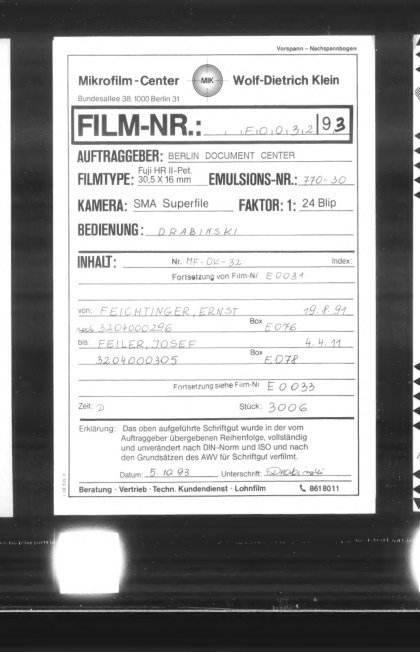 Vorspann – Nachspannbogen
Mikrofilm - Center MIK Wolf-Dietrich Klein
Bundesallee 38, 1000 Berlin 31
FILM-NR.: E0032 | 93
AUFTRAGGEBER: BERLIN DOCUMENT CENTER
FILMTYPE: Fuji HR II-Pet. 30,5 X 16 mm EMULSIONS-NR.: 770-30
KAMERA: SMA Superfile FAKTOR: 1: 24 Blip
BEDIENUNG: DRABINSKI
INHALT: Nr. MF-OK-32 Index:
Fortsetzung von Film-Nr E0031
von: FEICHTINGER, ERNST 19.8.91
3204000296 Box E076
bis: FEILER, JOSEF 4.4.11
3204000305 Box E078
Fortsetzung siehe Film-Nr E0033
Zeit: D Stück: 3006
Erklärung: Das oben aufgeführte Schriftgut wurde in der vom
Auftraggeber übergebenen Reihenfolge, vollständig
und unverändert nach DIN-Norm und ISO und nach
den Grundsätzen des AWV für Schriftgut verfilmt.
Datum: 5.10.93 Unterschrift: Drabinski
Beratung · Vertrieb · Techn. Kundendienst · Lohnfilm 8618011